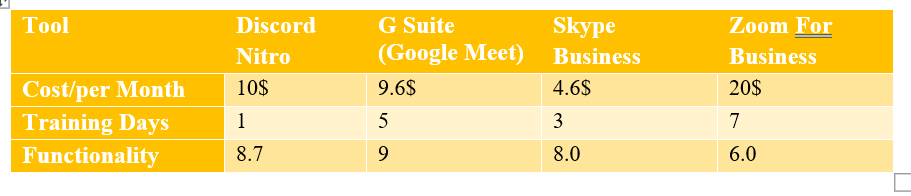 Tool Discord G Suite Skype Zoom For
Nitro (Google Meet) Business Business
Cost/per Month 10$ 9.6$ 4.6$ 20$
Training Days 1 5 3 7
Functionality 8.7 9 8.0 6.0